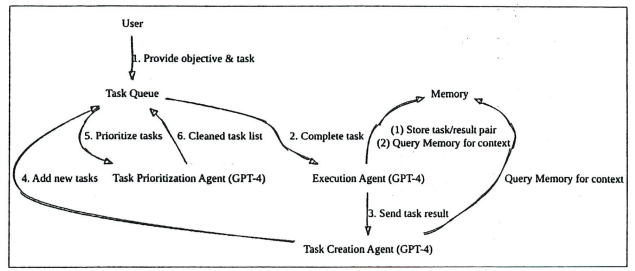 User
1. Provide objective & task
Task Queue
Memory
5. Prioritize tasks
6. Cleaned task list
2. Complete task
(1) Store task/result pair
(2) Query Memory for context
4. Add new tasks
Task Prioritization Agent (GPT-4)
Execution Agent (GPT-4)
Query Memory for context
3. Send task result
Task Creation Agent (GPT-4)